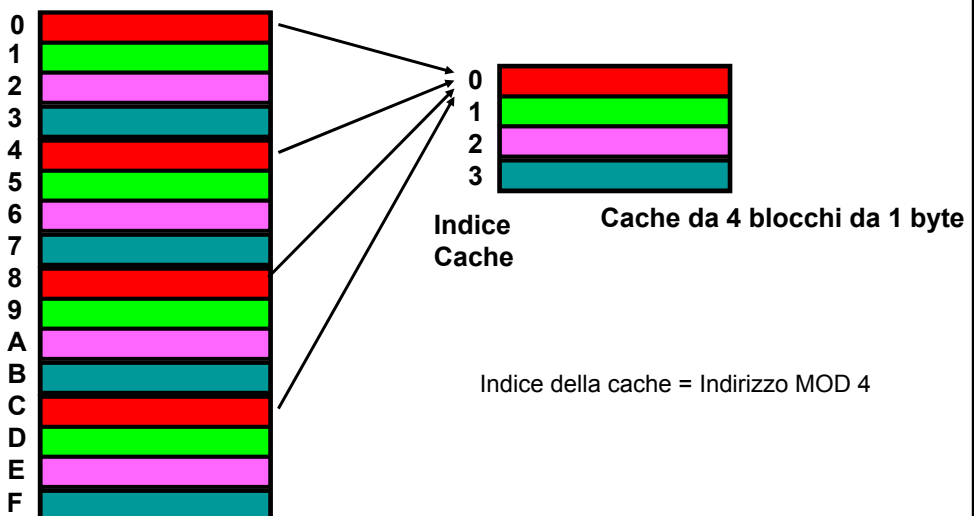 0
1
2
3
4
5
6
7
8
9
A
B
C
D
E
F
0
1
2
3
Indice
Cache
Cache da 4 blocchi da 1 byte
Indice della cache = Indirizzo MOD 4